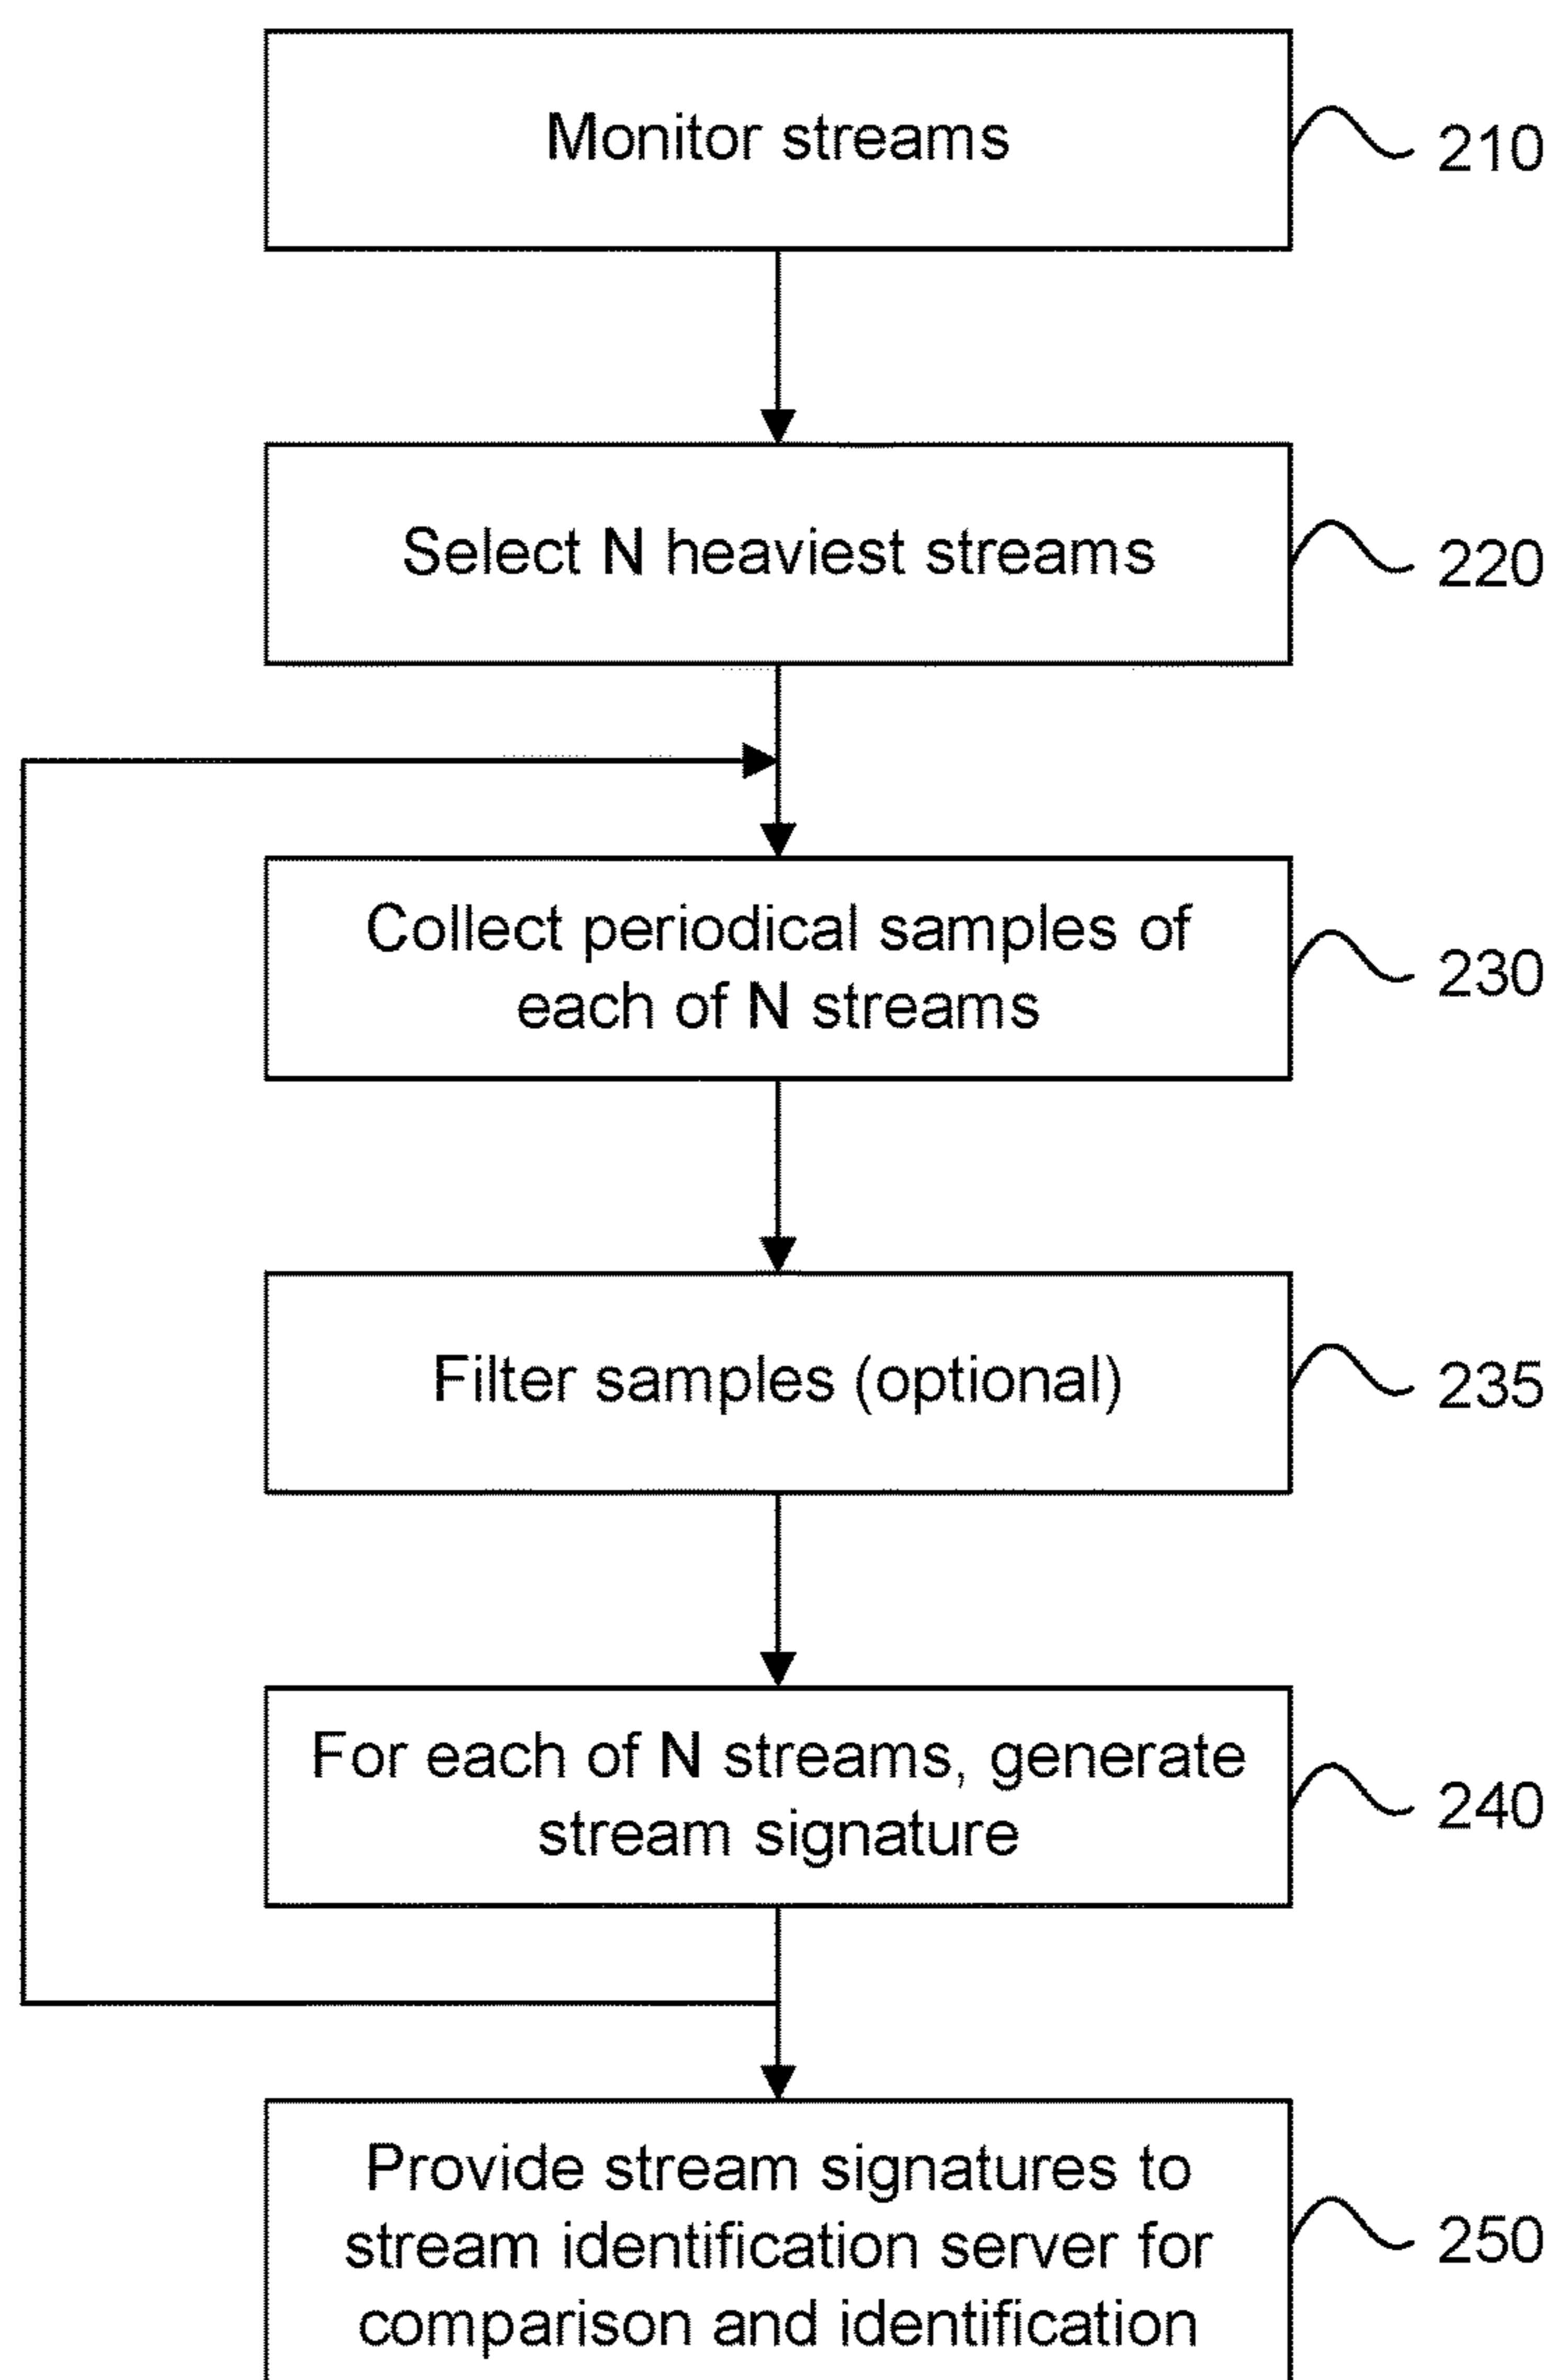 Monitor streams
210
Select N heaviest streams
220
Collect periodical samples of
each of N streams
230
Filter samples (optional)
235
For each of N streams, generate
stream signature
240
Provide stream signatures to
stream identification server for
comparison and identification
250